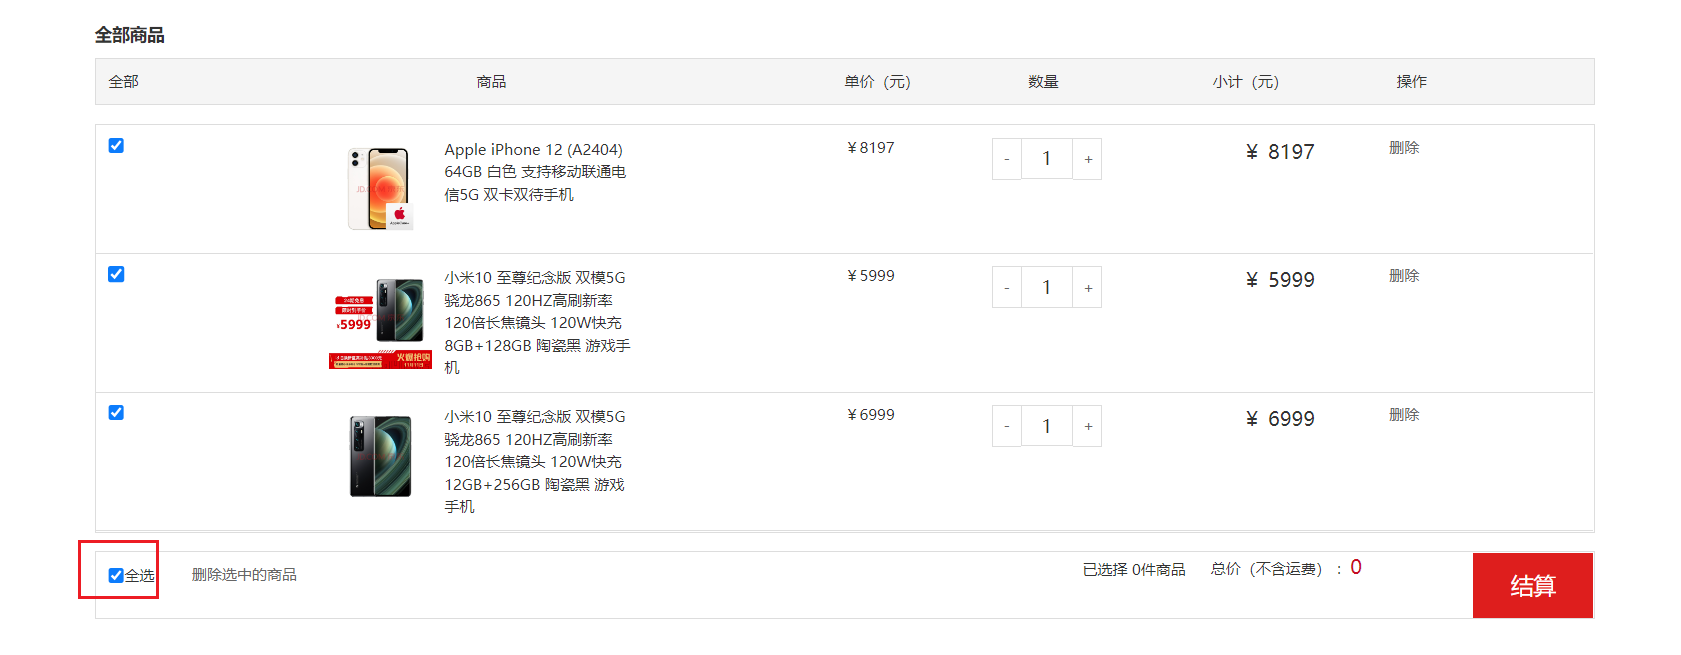 全部商品
全部 商品 单价（元） 数量 小计（元） 操作
Apple iPhone 12 (A2404)
64GB 白色 支持移动联通电
信5G 双卡双待手机
¥8197
- 1 +
¥ 8197
删除
小米10 至尊纪念版 双模5G
骁龙865 120HZ高刷新率
120倍长焦镜头 120W快充
8GB+128GB 陶瓷黑 游戏手
机
5999
火爆抢购
¥5999
- 1 +
¥ 5999
删除
小米10 至尊纪念版 双模5G
骁龙865 120HZ高刷新率
120倍长焦镜头 120W快充
12GB+256GB 陶瓷黑 游戏
手机
¥6999
- 1 +
¥ 6999
删除
全选 删除选中的商品 已选择 0件商品 总价（不含运费）：0 结算